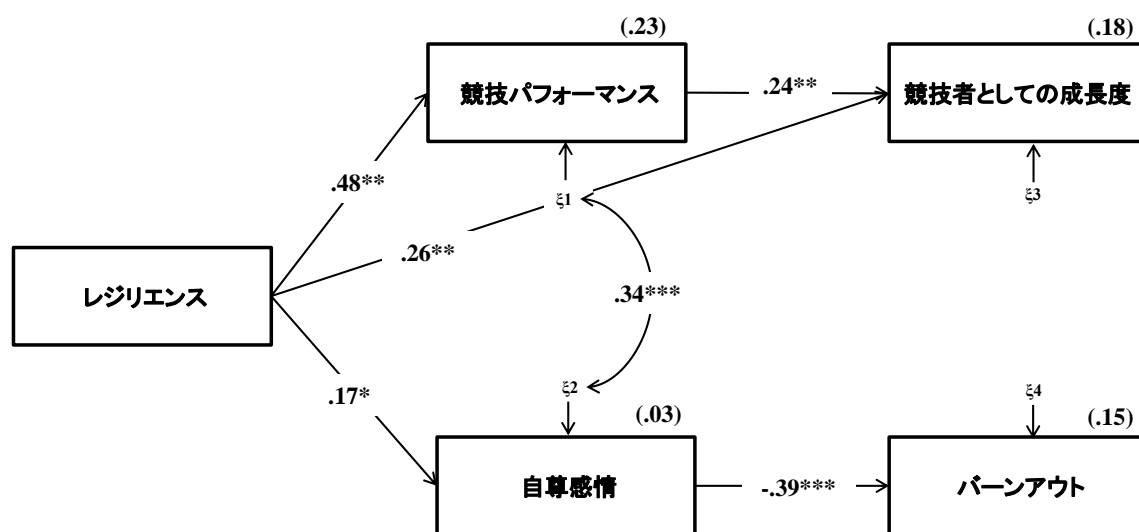 (.23)
(.18)
競技パフォーマンス
.24**
競技者としての成長度
.48**
ξ1
ξ3
.26**
レジリエンス
.34***
.17*
ξ2
ξ4
(.03)
(.15)
自尊感情
-.39***
バーンアウト